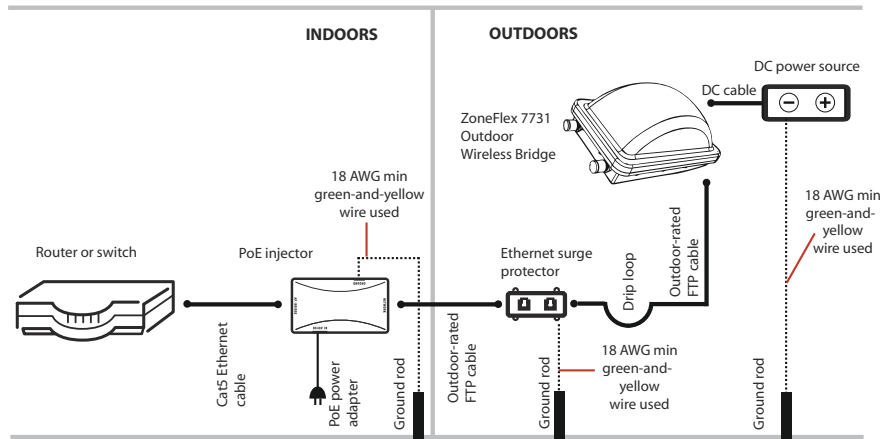 INDOORS
OUTDOORS
DC power source
DC cable
ZoneFlex 7731
Outdoor
Wireless Bridge
18 AWG min
green-and-yellow
wire used
18 AWG min
green-and-
yellow
wire used
Router or switch
PoE injector
Ethernet surge
protector
Drip loop
Outdoor-rated
FTP cable
Cat5 Ethernet
cable
PoE power
adapter
Ground rod
Outdoor-rated
FTP cable
Ground rod
18 AWG min
green-and-
yellow
wire used
Ground rod